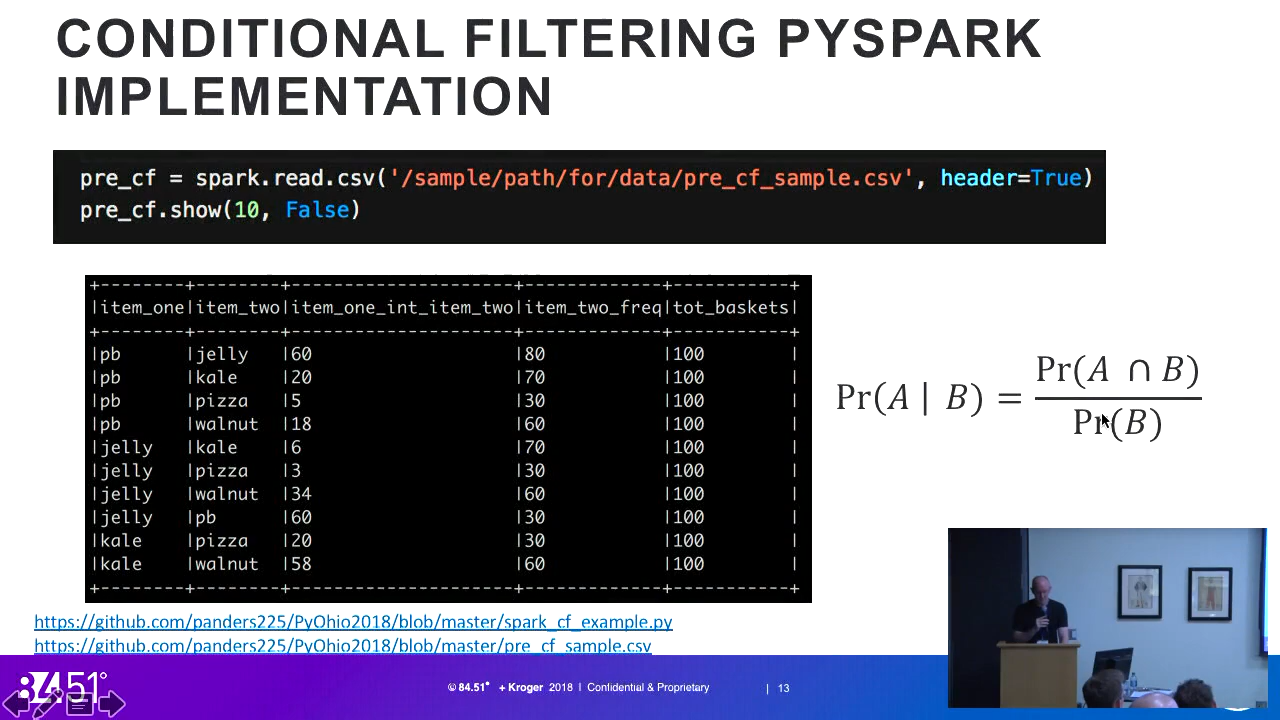 CONDITIONAL FILTERING PYSPARK
IMPLEMENTATION
pre_cf = spark.read.csv('/sample/path/for/data/pre_cf_sample.csv', header=True)
pre_cf.show(10, False)
+--------+--------+---------------------+-------------+-----------+
|item_one|item_two|item_one_int_item_two|item_two_freq|tot_baskets|
+--------+--------+---------------------+-------------+-----------+
|pb      |jelly   |60                   |80           |100        |
|pb      |kale    |20                   |70           |100        |
|pb      |pizza   |5                    |30           |100        |
|pb      |walnut  |18                   |60           |100        |
|jelly   |kale    |6                    |70           |100        |
|jelly   |pizza   |3                    |30           |100        |
|jelly   |walnut  |34                   |60           |100        |
|jelly   |pb      |60                   |30           |100        |
|kale    |pizza   |20                   |30           |100        |
|kale    |walnut  |58                   |60           |100        |
+--------+--------+---------------------+-------------+-----------+
Pr(A | B) = Pr(A ∩ B) / Pr(B)
https://github.com/panders225/PyOhio2018/blob/master/spark_cf_example.py
https://github.com/panders225/PyOhio2018/blob/master/pre_cf_sample.csv
84.51°
© 84.51° + Kroger 2018 | Confidential & Proprietary
| 13